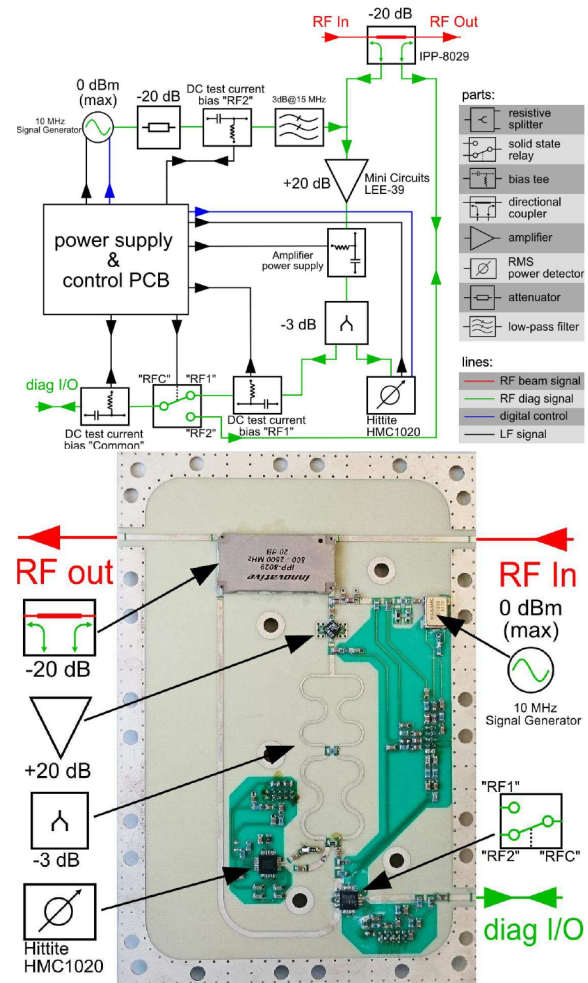 -20 dB
RF In
RF Out
IPP-8029
0 dBm
(max)
10 MHz
Signal Generator
-20 dB
DC test current
bias "RF2"
3dB@15 MHz
+20 dB
Mini Circuits
LEE-39
power supply
&
control PCB
Amplifier
power supply
-3 dB
diag I/O
"RFC"
"RF1"
"RF2"
DC test current
bias "Common"
DC test current
bias "RF1"
Hittite
HMC1020
parts:
resistive
splitter
solid state
relay
bias tee
directional
coupler
amplifier
RMS
power detector
attenuator
low-pass filter
lines:
RF beam signal
RF diag signal
digital control
LF signal
RF out
RF In
innovative
IPP-8029
800 - 2500 MHz
20 dB
-20 dB
+20 dB
-3 dB
Hittite
HMC1020
0 dBm
(max)
10 MHz
Signal Generator
"RF1"
"RF2"
"RFC"
diag I/O